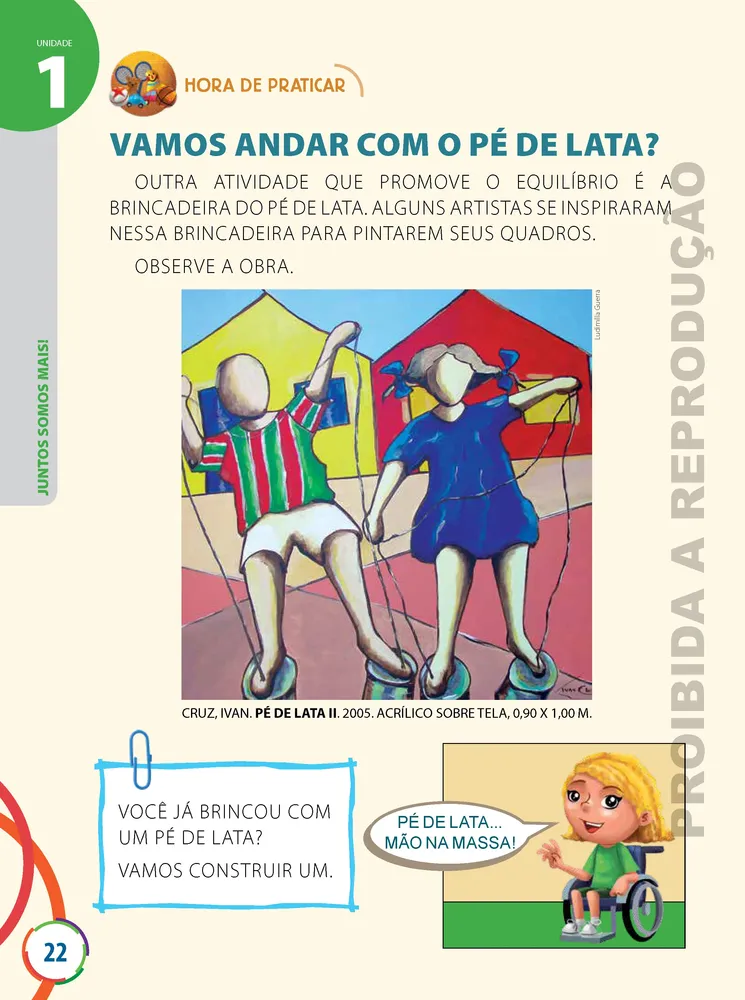 UNIDADE
1
HORA DE PRATICAR
VAMOS ANDAR COM O PÉ DE LATA?
OUTRA ATIVIDADE QUE PROMOVE O EQUILÍBRIO É A
BRINCADEIRA DO PÉ DE LATA. ALGUNS ARTISTAS SE INSPIRARAM
NESSA BRINCADEIRA PARA PINTAREM SEUS QUADROS.
OBSERVE A OBRA.
JUNTOS SOMOS MAIS!
Ludimilla Guerra
PROIBIDA A REPRODUÇÃO
CRUZ, IVAN. PÉ DE LATA II. 2005. ACRÍLICO SOBRE TELA, 0,90 X 1,00 M.
VOCÊ JÁ BRINCOU COM
UM PÉ DE LATA?
VAMOS CONSTRUIR UM.
PÉ DE LATA...
MÃO NA MASSA!
22